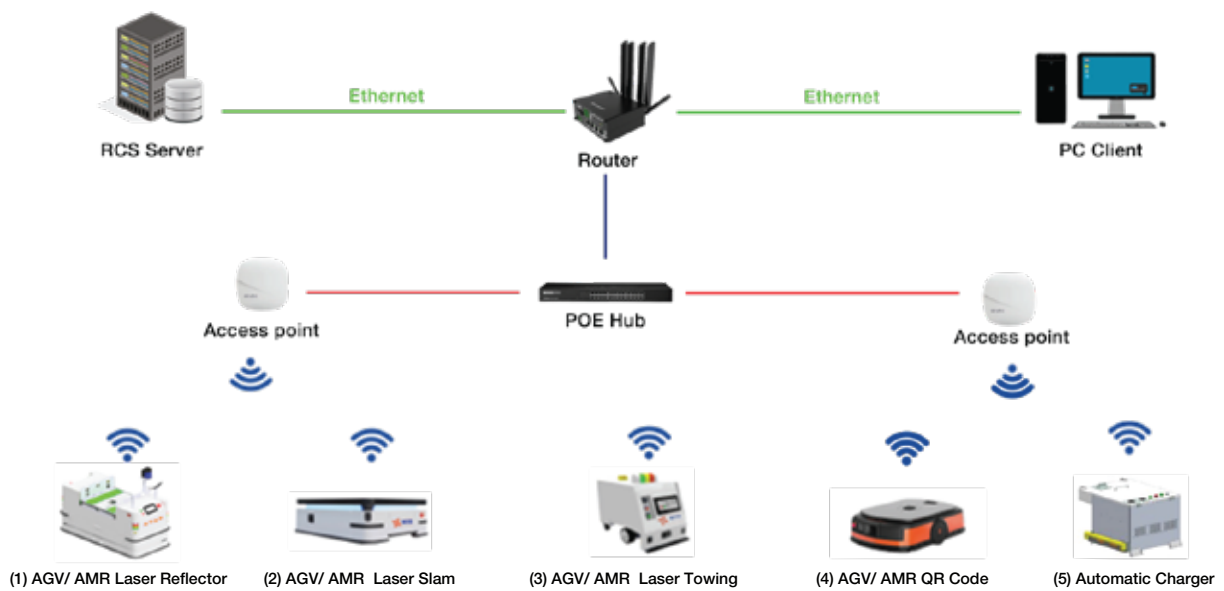 Ethernet
Ethernet
RCS Server
Router
PC Client
Access point
POE Hub
Access point
(1) AGV/ AMR Laser Reflector
(2) AGV/ AMR Laser Slam
(3) AGV/ AMR Laser Towing
(4) AGV/ AMR QR Code
(5) Automatic Charger